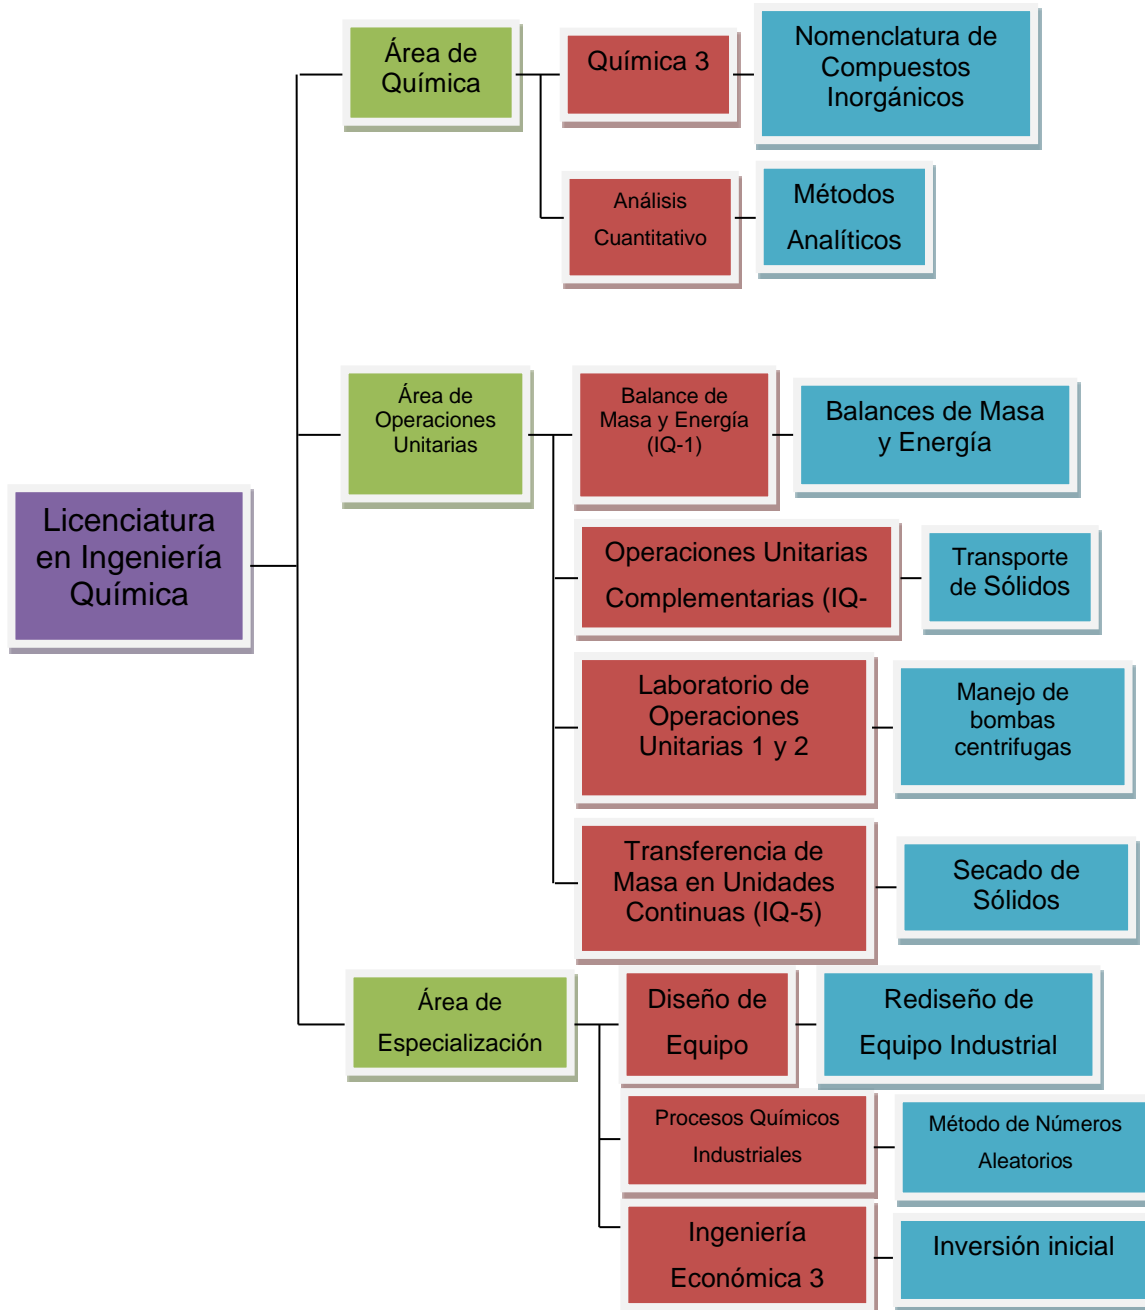 Licenciatura
en Ingeniería
Química
Área de
Química
Química 3
Nomenclatura de
Compuestos
Inorgánicos
Análisis
Cuantitativo
Métodos
Analíticos
Área de
Operaciones
Unitarias
Balance de
Masa y Energía
(IQ-1)
Balances de Masa
y Energía
Operaciones Unitarias
Complementarias (IQ-
Transporte
de Sólidos
Laboratorio de
Operaciones
Unitarias 1 y 2
Manejo de
bombas
centrifugas
Transferencia de
Masa en Unidades
Continuas (IQ-5)
Secado de
Sólidos
Área de
Especialización
Diseño de
Equipo
Rediseño de
Equipo Industrial
Procesos Químicos
Industriales
Método de Números
Aleatorios
Ingeniería
Económica 3
Inversión inicial